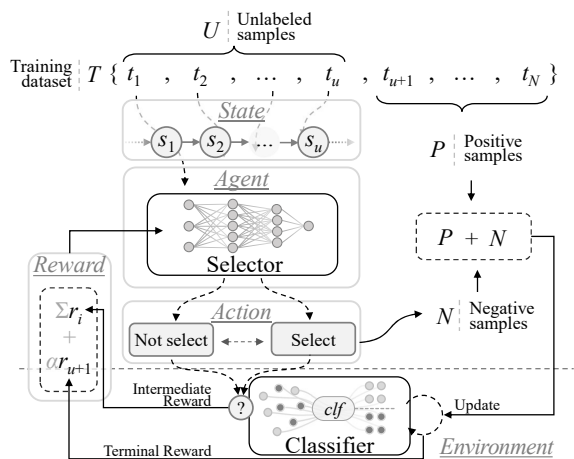 U Unlabeled samples
Training dataset T { t1 , t2 , ... , tu , tu+1 , ... , tN }
State
s1 s2 ... su
P Positive samples
Agent
Selector
P + N
Reward
Σri
+
αru+1
Action
Not select
Select
N Negative samples
Intermediate Reward
?
clf
Classifier
Update
Terminal Reward
Environment